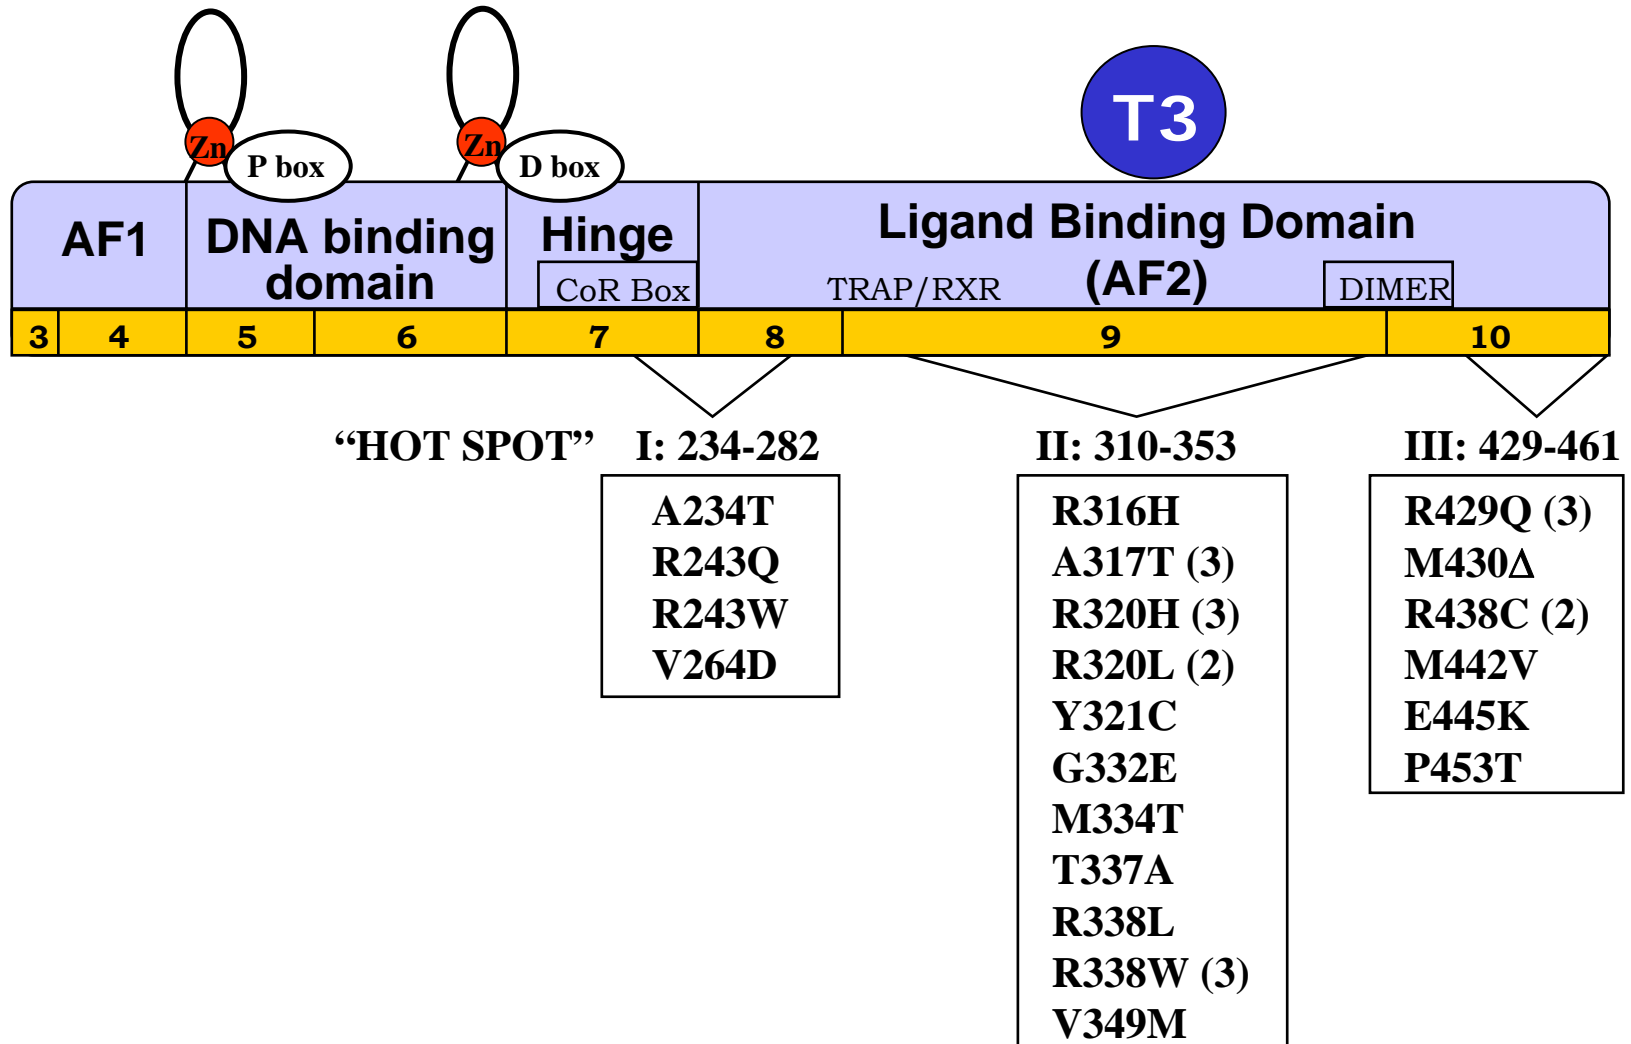 T3
Zn
P box
Zn
D box
AF1
DNA binding
domain
Hinge
CoR Box
Ligand Binding Domain
(AF2)
TRAP/RXR
DIMER
3 4 5 6 7 8 9 10
“HOT SPOT” I: 234-282 II: 310-353 III: 429-461
A234T
R243Q
R243W
V264D
R316H
A317T (3)
R320H (3)
R320L (2)
Y321C
G332E
M334T
T337A
R338L
R338W (3)
V349M
R429Q (3)
M430Δ
R438C (2)
M442V
E445K
P453T